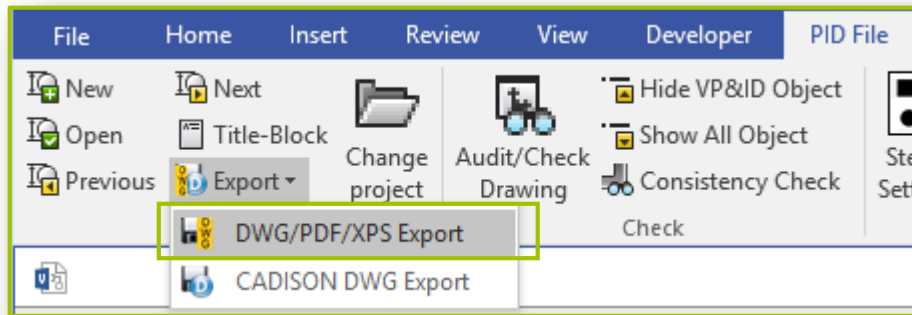 File Home Insert Review View Developer PID File
New Next Hide VP&ID Object
Open Title-Block Show All Object
Change Audit/Check
Previous Export project Drawing Consistency Check
Check
DWG/PDF/XPS Export
CADISON DWG Export